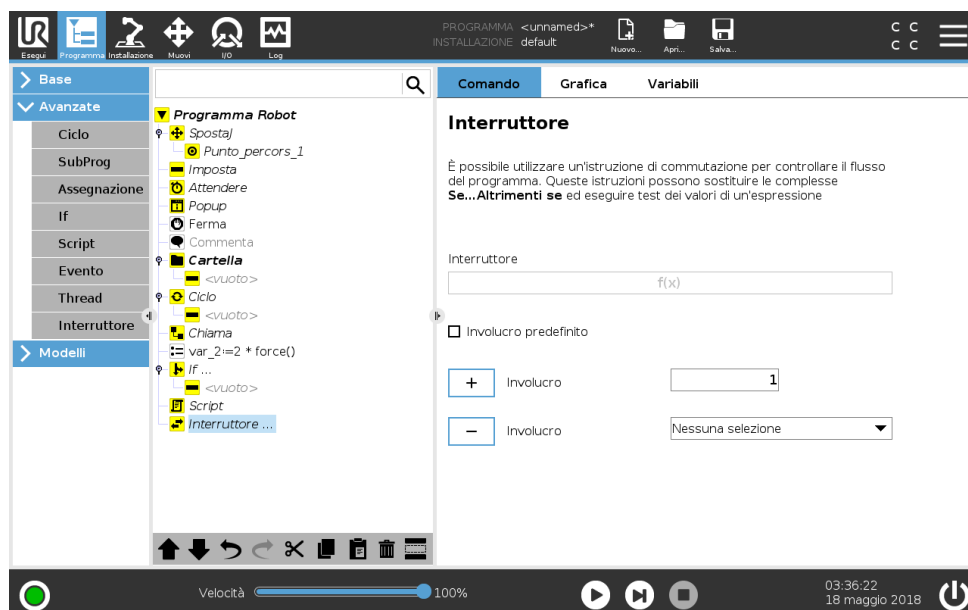 UR
PROGRAMMA <unnamed>*
INSTALLAZIONE default
Esegui Programma Installazione Muovi I/O Log
Nuovo... Apri... Salva...
C C
C C
Base
Avanzate
Ciclo
SubProg
Assegnazione
If
Script
Evento
Thread
Interruttore
Modelli
Programma Robot
SpostaJ
Punto_percors_1
Imposta
Attendere
Popup
Ferma
Commenta
Cartella
<vuoto>
Ciclo
<vuoto>
Chiama
var_2:=2 * force()
If ...
<vuoto>
Script
Interruttore ...
Comando Grafica Variabili
Interruttore
È possibile utilizzare un'istruzione di commutazione per controllare il flusso
del programma. Queste istruzioni possono sostituire le complesse
Se...Altrimenti se ed eseguire test dei valori di un'espressione
Interruttore
f(x)
Involucro predefinito
+ Involucro 1
− Involucro Nessuna selezione
Velocità 100%
03:36:22
18 maggio 2018